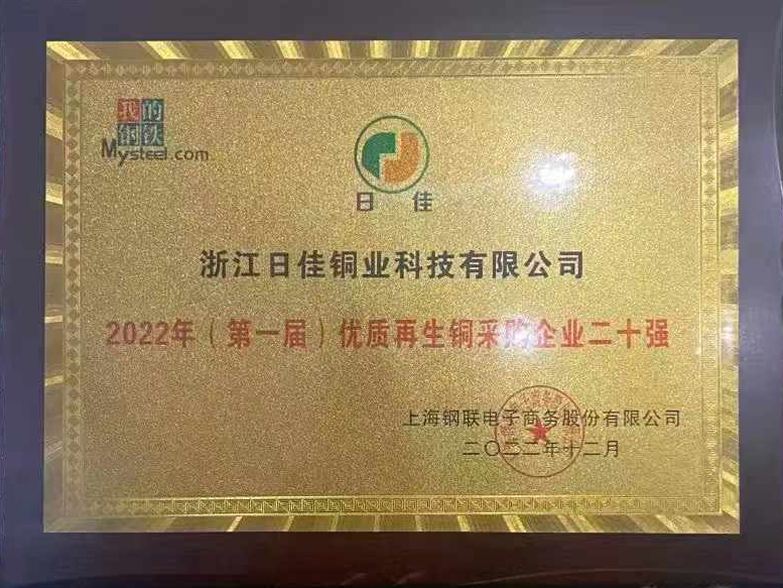 我的
钢铁
Mysteel.com
日佳
浙江日佳铜业科技有限公司
2022年（第一届）优质再生铜采购企业二十强
上海钢联电子商务股份有限公司
二〇二二年十二月